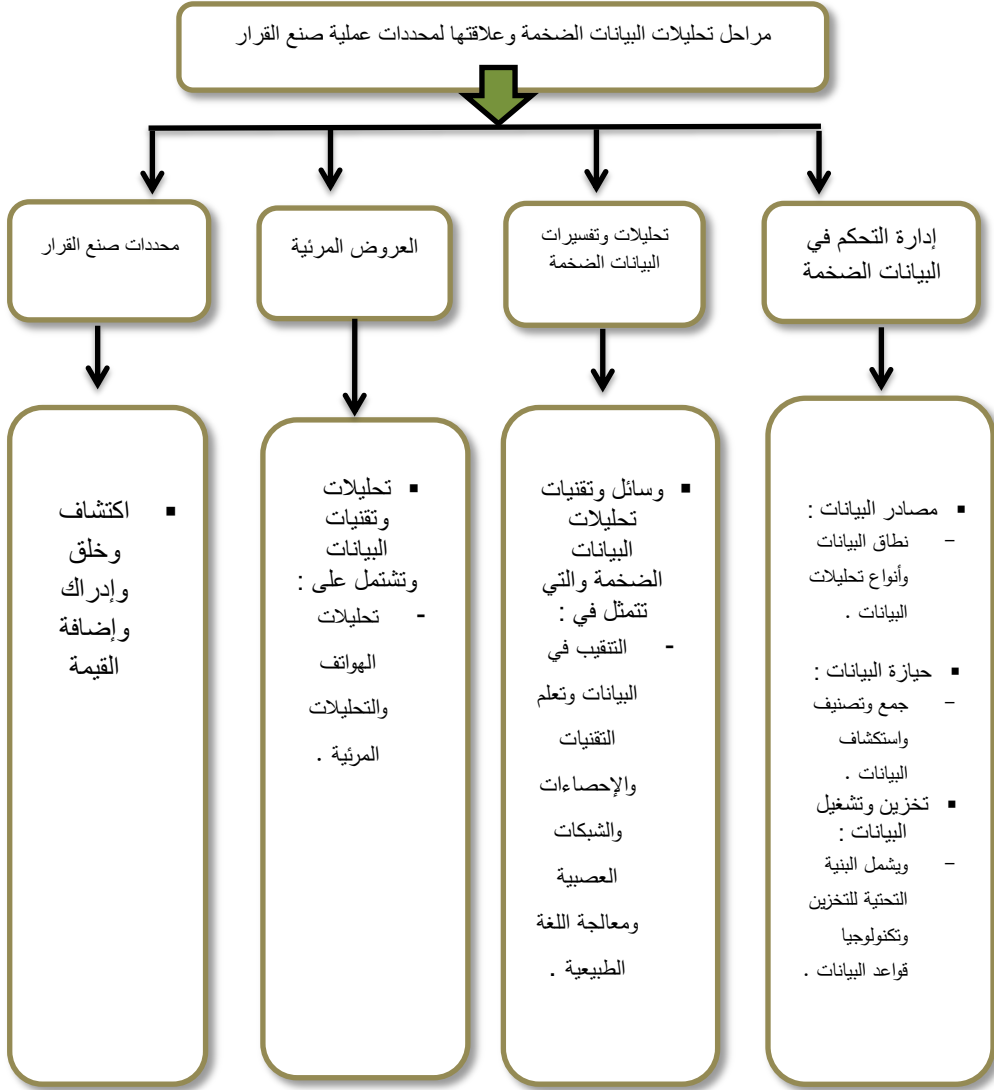 مراحل تحليلات البيانات الضخمة وعلاقتها لمحددات عملية صنع القرار
إدارة التحكم في
البيانات الضخمة
تحليلات وتفسيرات
البيانات الضخمة
العروض المرئية
محددات صنع القرار
▪ مصادر البيانات :
– نطاق البيانات
وأنواع تحليلات
البيانات .
▪ حيازة البيانات :
– جمع وتصنيف
واستكشاف
البيانات .
▪ تخزين وتشغيل
البيانات :
– ويشمل البنية
التحتية للتخزين
وتكنولوجيا
قواعد البيانات .
▪ وسائل وتقنيات
تحليلات
البيانات
الضخمة والتي
تتمثل في :
- التنقيب في
البيانات وتعلم
التقنيات
والإحصاءات
والشبكات
العصبية
ومعالجة اللغة
الطبيعية .
▪ تحليلات
وتقنيات
البيانات
وتشتمل على :
- تحليلات
الهواتف
والتحليلات
المرئية .
▪ اكتشاف
وخلق
وإدراك
وإضافة
القيمة